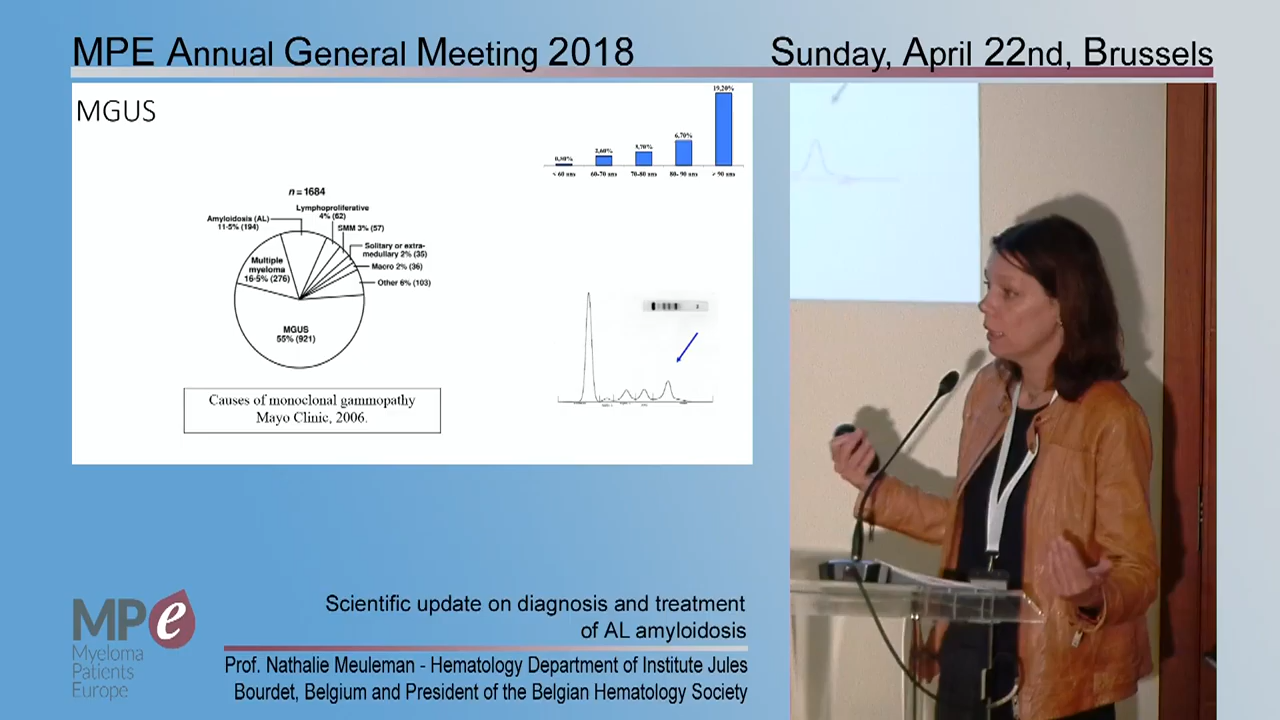 MPE Annual General Meeting 2018
Sunday, April 22nd, Brussels
MGUS
19,20%
6,70%
< 60 ans
60-70 ans
70-80 ans
80- 90 ans
> 90 ans
n = 1684
Lymphoproliferative
4% (62)
Amyloidosis (AL)
11·5% (194)
SMM 3% (57)
Solitary or extra-
medullary 2% (35)
Macro 2% (36)
Other 6% (103)
Multiple
myeloma
16·5% (276)
MGUS
55% (921)
Causes of monoclonal gammopathy
Mayo Clinic, 2006.
Scientific update on diagnosis and treatment
of AL amyloidosis
MPe
Myeloma
Patients
Europe
Prof. Nathalie Meuleman - Hematology Department of Institute Jules
Bourdet, Belgium and President of the Belgian Hematology Society